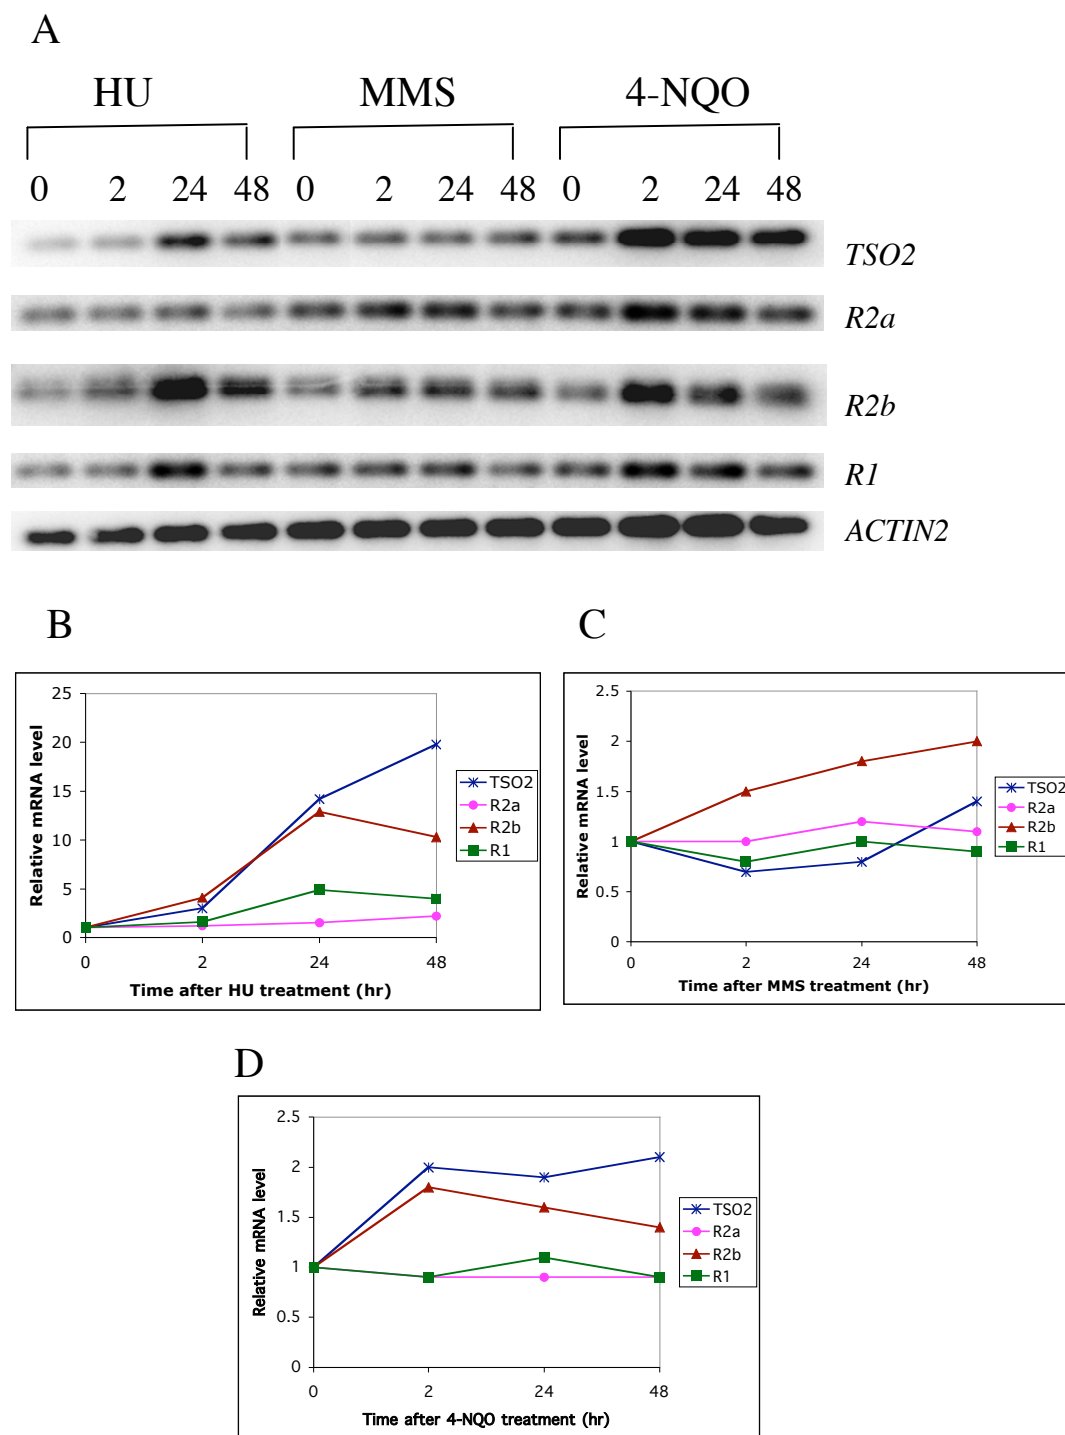 A
HU MMS 4-NQO
0 2 24 48 0 2 24 48 0 2 24 48
TSO2
R2a
R2b
R1
ACTIN2
B
Relative mRNA level
25
20
15
10
5
0
0 2 24 48
Time after HU treatment (hr)
TSO2
R2a
R2b
R1
C
Relative mRNA level
2.5
2
1.5
1
0.5
0
0 2 24 48
Time after MMS treatment (hr)
TSO2
R2a
R2b
R1
D
Relative mRNA level
2.5
2
1.5
1
0.5
0
0 2 24 48
Time after 4-NQO treatment (hr)
TSO2
R2a
R2b
R1